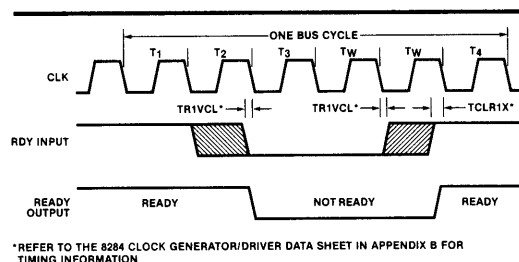 ONE BUS CYCLE
T1 T2 T3 TW TW T4
CLK
TR1VCL* TR1VCL* TCLR1X*
RDY INPUT
READY OUTPUT
READY NOT READY READY
*REFER TO THE 8284 CLOCK GENERATOR/DRIVER DATA SHEET IN APPENDIX B FOR
TIMING INFORMATION